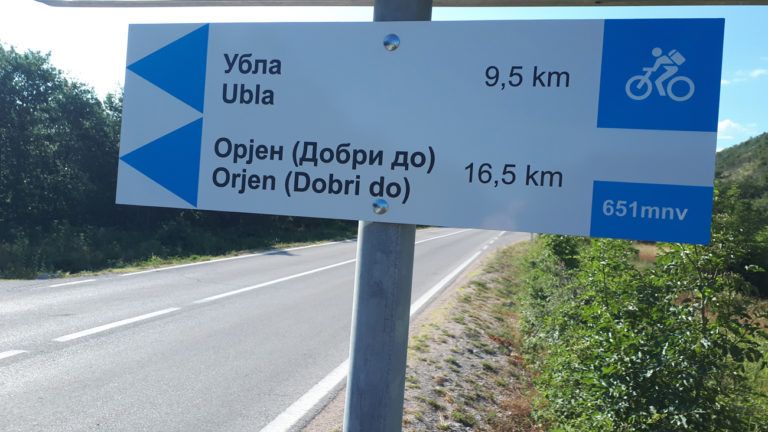 Убла
Ubla
9,5 km
Орјен (Добри до)
Orjen (Dobri do)
16,5 km
651mnv